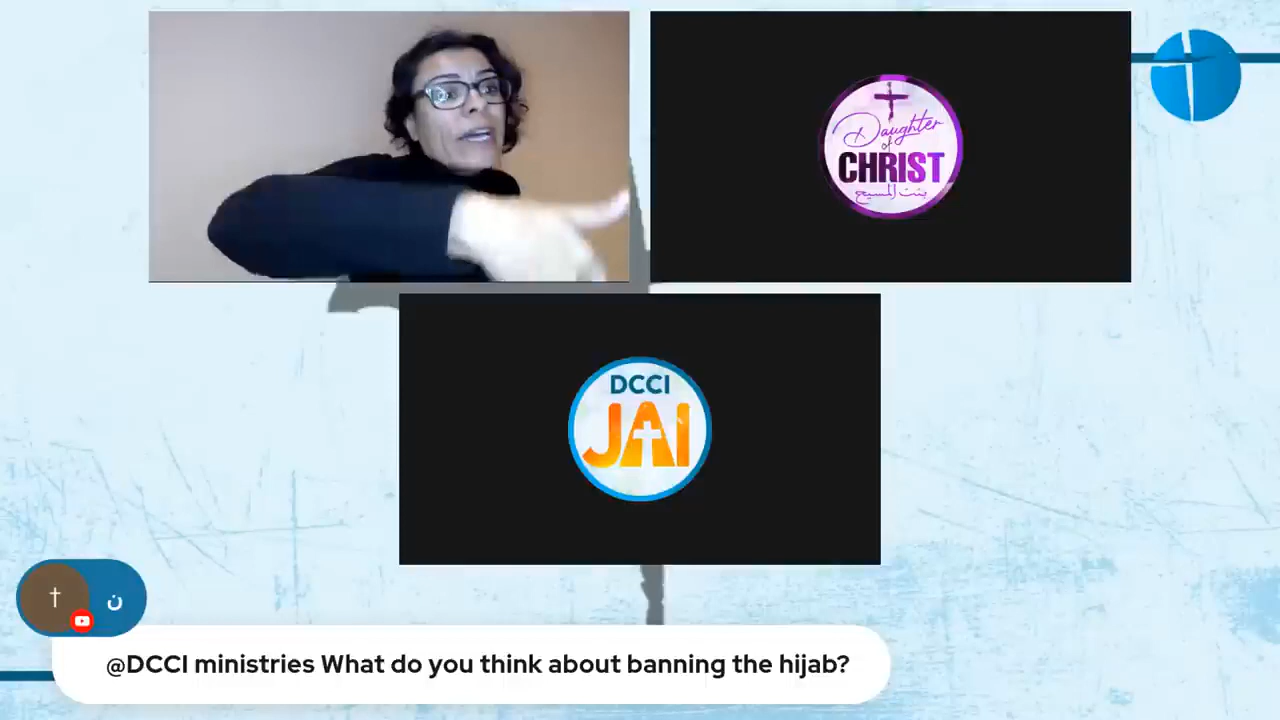 Daughter
of
CHRIST
بنت المسيح
DCCI
JAI
ن
@DCCI ministries What do you think about banning the hijab?